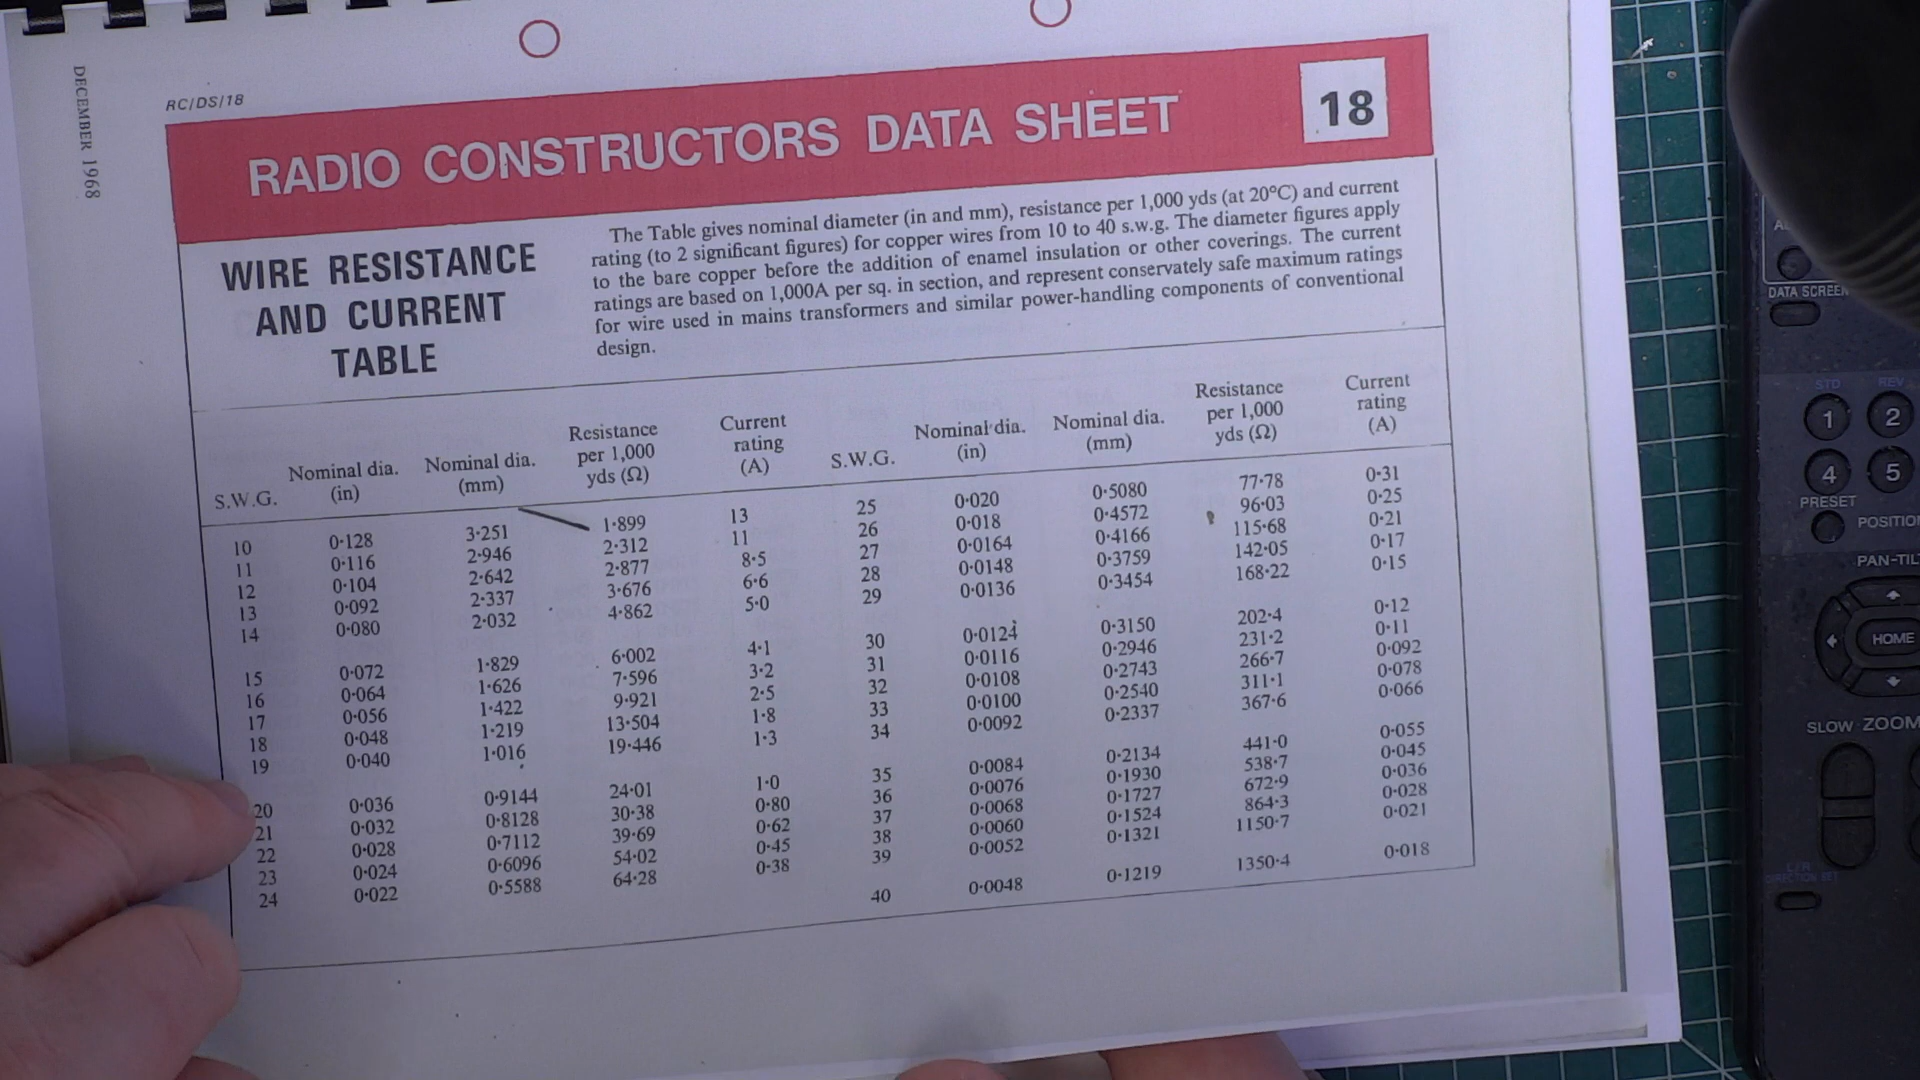 DECEMBER 1968
RC/DS/18
RADIO CONSTRUCTORS DATA SHEET
18
WIRE RESISTANCE
AND CURRENT
TABLE
The Table gives nominal diameter (in and mm), resistance per 1,000 yds (at 20°C) and current
rating (to 2 significant figures) for copper wires from 10 to 40 s.w.g. The diameter figures apply
to the bare copper before the addition of enamel insulation or other coverings. The current
ratings are based on 1,000A per sq. in section, and represent conservately safe maximum ratings
for wire used in mains transformers and similar power-handling components of conventional
design.
S.W.G. Nominal dia. (in) Nominal dia. (mm) Resistance per 1,000 yds (Ω) Current rating (A)
10 0·128 3·251 1·899 13
11 0·116 2·946 2·312 11
12 0·104 2·642 2·877 8·5
13 0·092 2·337 3·676 6·6
14 0·080 2·032 4·862 5·0
15 0·072 1·829 6·002 4·1
16 0·064 1·626 7·596 3·2
17 0·056 1·422 9·921 2·5
18 0·048 1·219 13·504 1·8
19 0·040 1·016 19·446 1·3
20 0·036 0·9144 24·01 1·0
21 0·032 0·8128 30·38 0·80
22 0·028 0·7112 39·69 0·62
23 0·024 0·6096 54·02 0·45
24 0·022 0·5588 64·28 0·38
S.W.G. Nominal dia. (in) Nominal dia. (mm) Resistance per 1,000 yds (Ω) Current rating (A)
25 0·020 0·5080 77·78 0·31
26 0·018 0·4572 96·03 0·25
27 0·0164 0·4166 115·68 0·21
28 0·0148 0·3759 142·05 0·17
29 0·0136 0·3454 168·22 0·15
30 0·0124 0·3150 202·4 0·12
31 0·0116 0·2946 231·2 0·11
32 0·0108 0·2743 266·7 0·092
33 0·0100 0·2540 311·1 0·078
34 0·0092 0·2337 367·6 0·066
35 0·0084 0·2134 441·0 0·055
36 0·0076 0·1930 538·7 0·045
37 0·0068 0·1727 672·9 0·036
38 0·0060 0·1524 864·3 0·028
39 0·0052 0·1321 1150·7 0·021
40 0·0048 0·1219 1350·4 0·018
DATA SCREEN
STD REV
1 2
4 5
PRESET
POSITION
PAN-TILT
HOME
SLOW ZOOM
L/R
DIRECTION SET